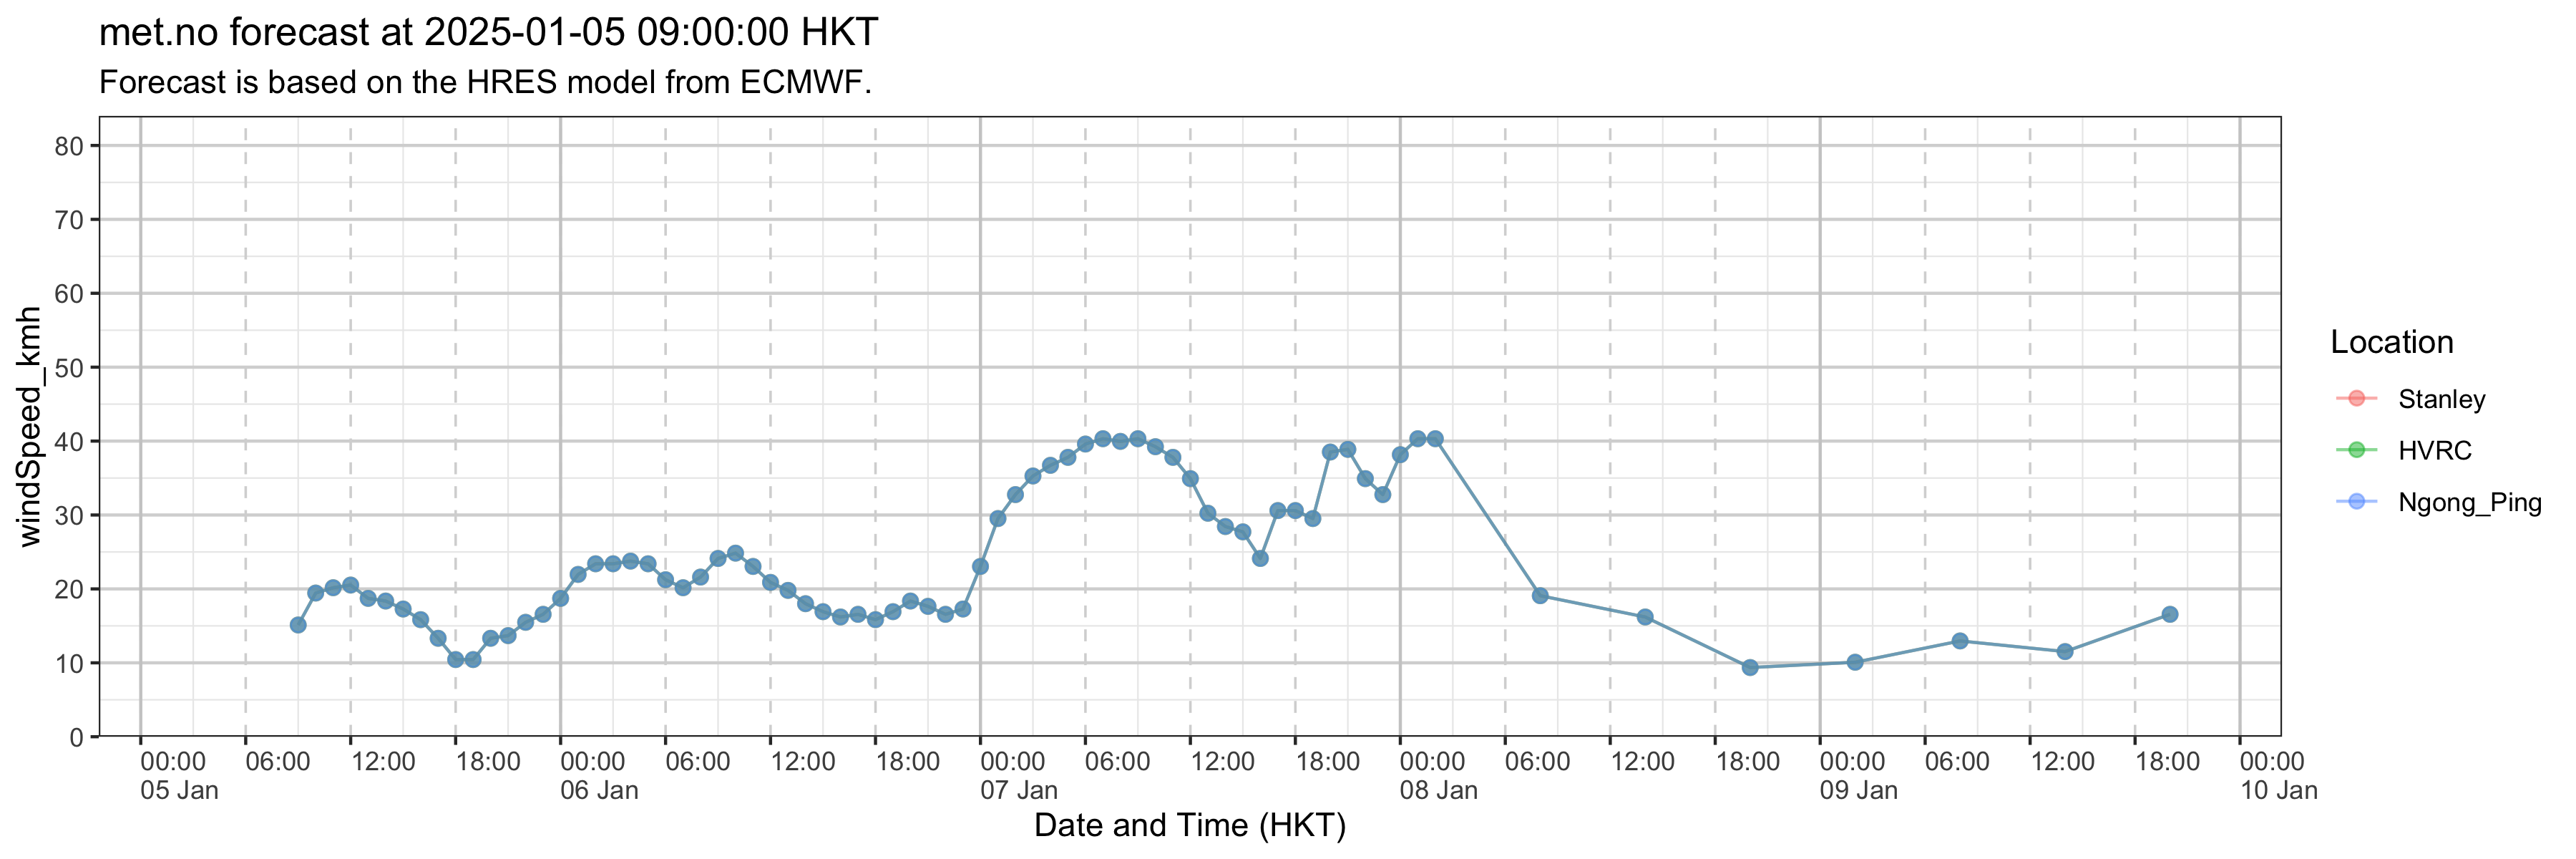 met.no forecast at 2025-01-05 09:00:00 HKT
Forecast is based on the HRES model from ECMWF.
windSpeed_kmh
80
70
60
50
40
30
20
10
0
00:00 06:00 12:00 18:00 00:00 06:00 12:00 18:00 00:00 06:00 12:00 18:00 00:00 06:00 12:00 18:00 00:00 06:00 12:00 18:00 00:00
05 Jan 06 Jan 07 Jan 08 Jan 09 Jan 10 Jan
Date and Time (HKT)
Location
Stanley
HVRC
Ngong_Ping